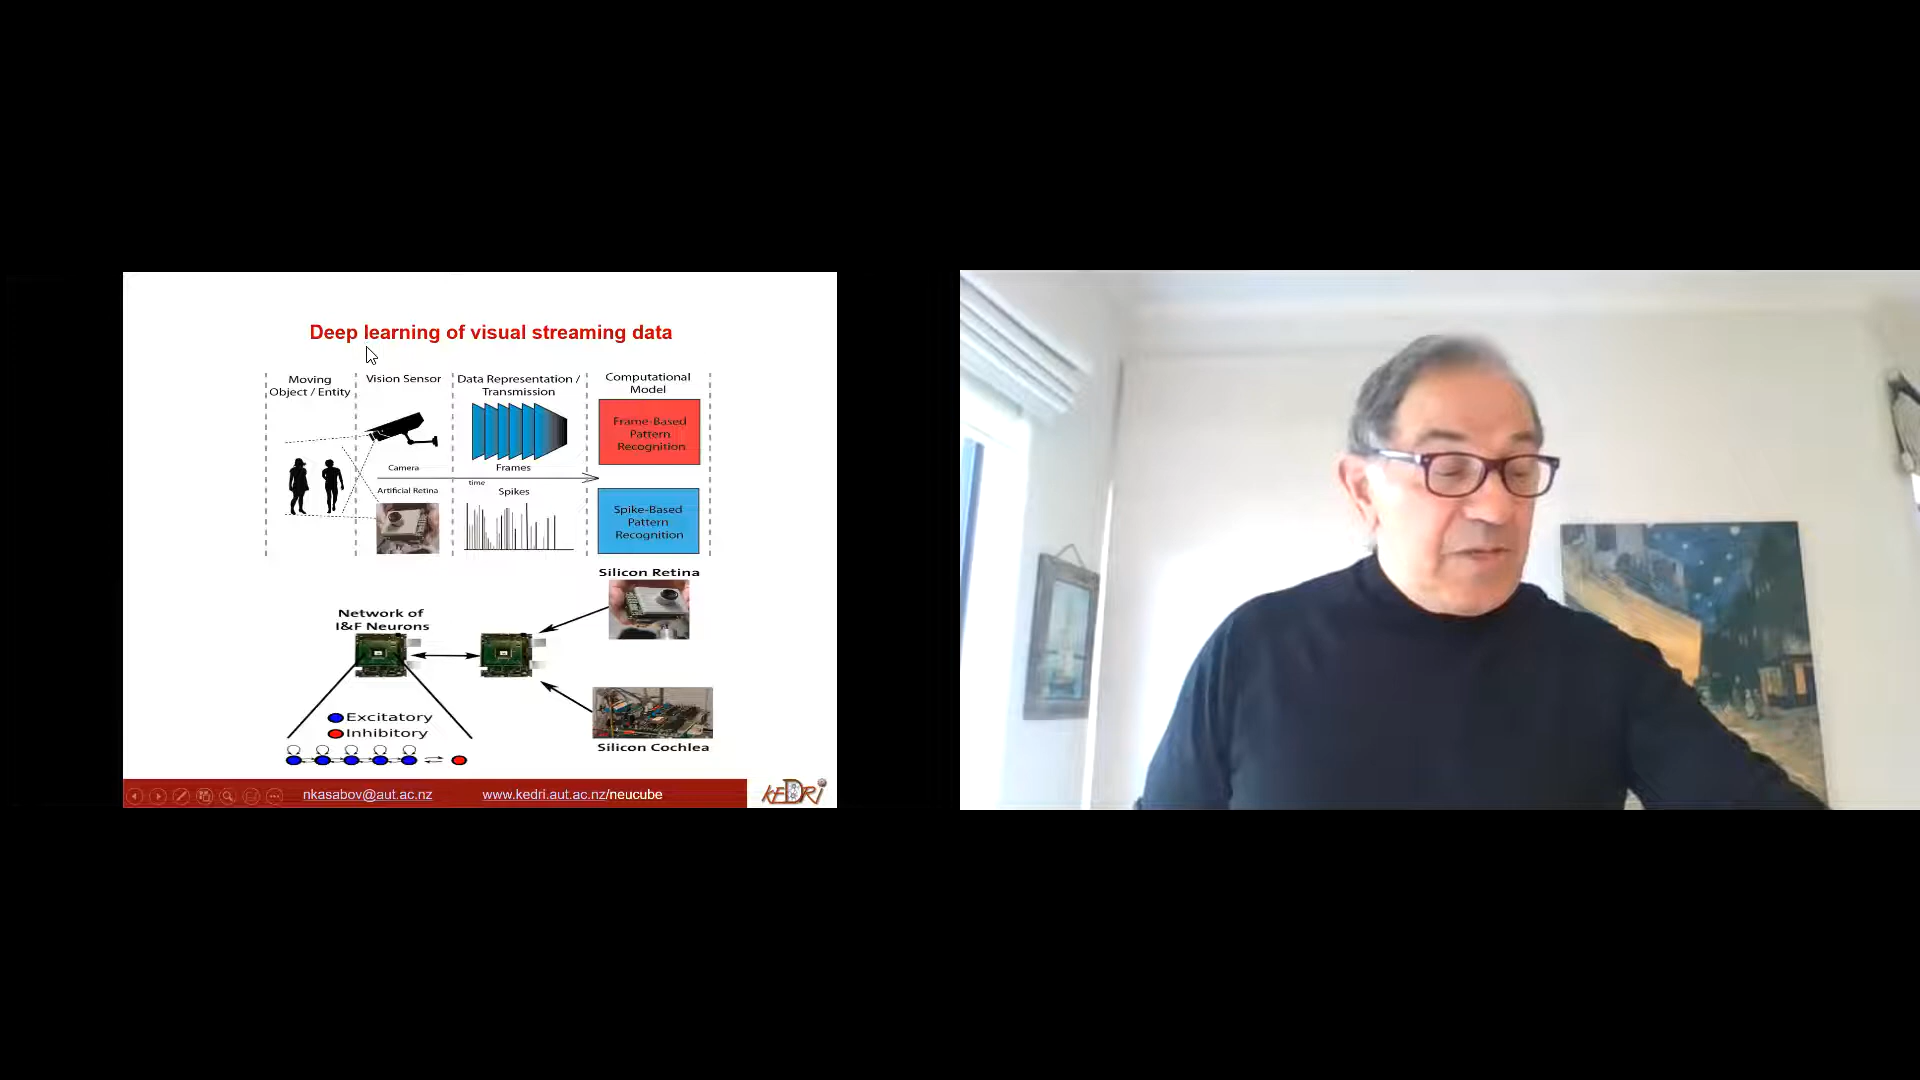 Deep learning of visual streaming data
Moving
Object / Entity
Vision Sensor
Data Representation /
Transmission
Computational
Model
Frame-Based
Pattern
Recognition
Camera
Frames
time
Artificial Retina
Spikes
Spike-Based
Pattern
Recognition
Silicon Retina
Network of
I&F Neurons
Excitatory
Inhibitory
Silicon Cochlea
nkasabov@aut.ac.nz
www.kedri.aut.ac.nz/neucube
KEDRI